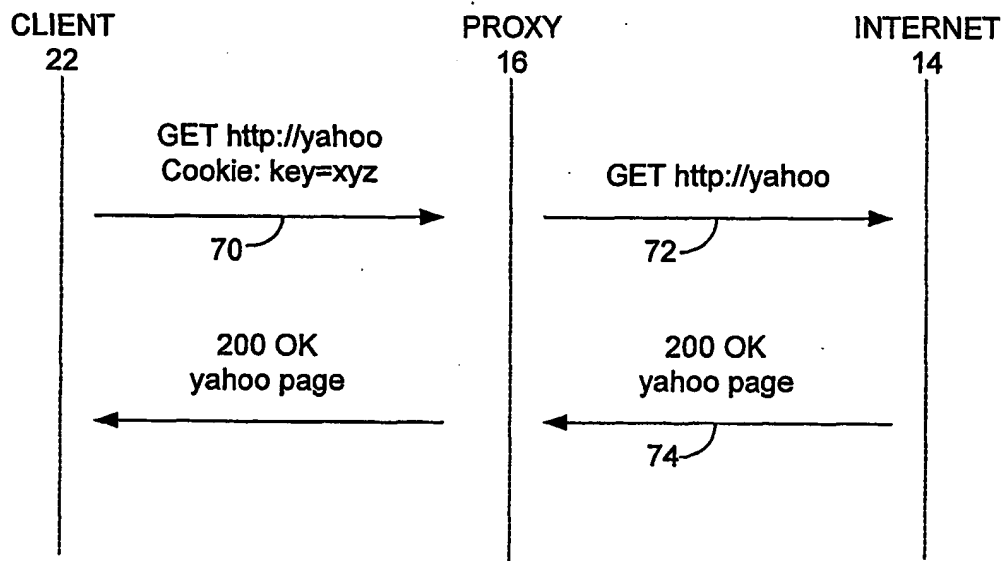 CLIENT
22
PROXY
16
INTERNET
14
GET http://yahoo
Cookie: key=xyz
70
GET http://yahoo
72
200 OK
yahoo page
200 OK
yahoo page
74